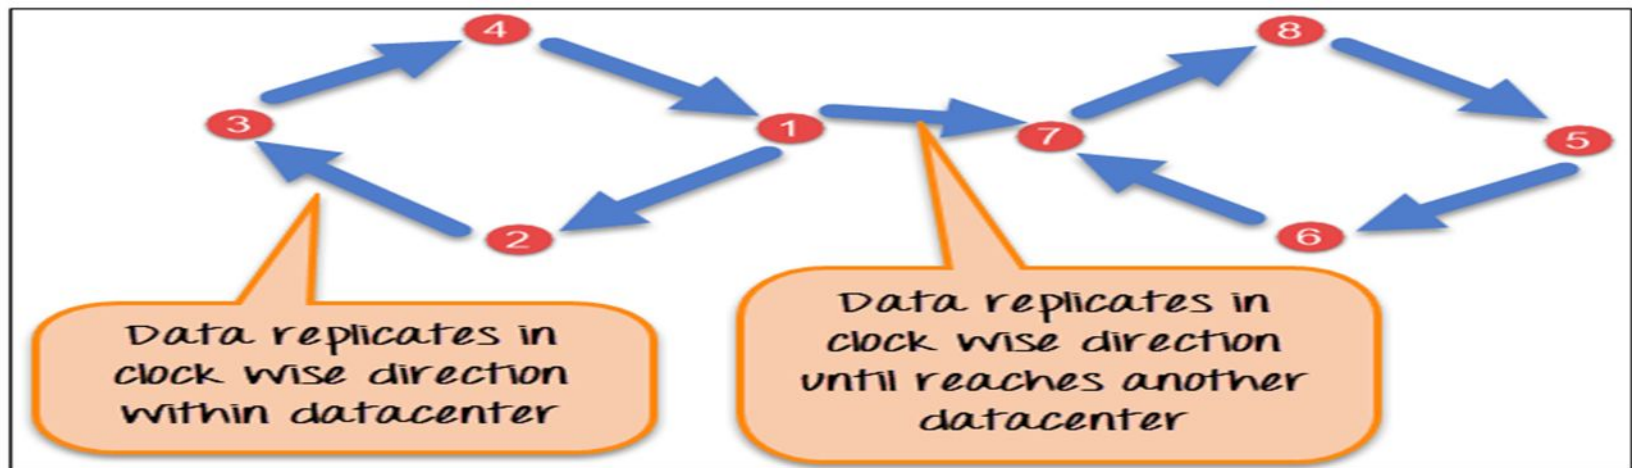 4
8
3
1
7
5
2
6
Data replicates in
clock wise direction
within datacenter
Data replicates in
clock wise direction
until reaches another
datacenter